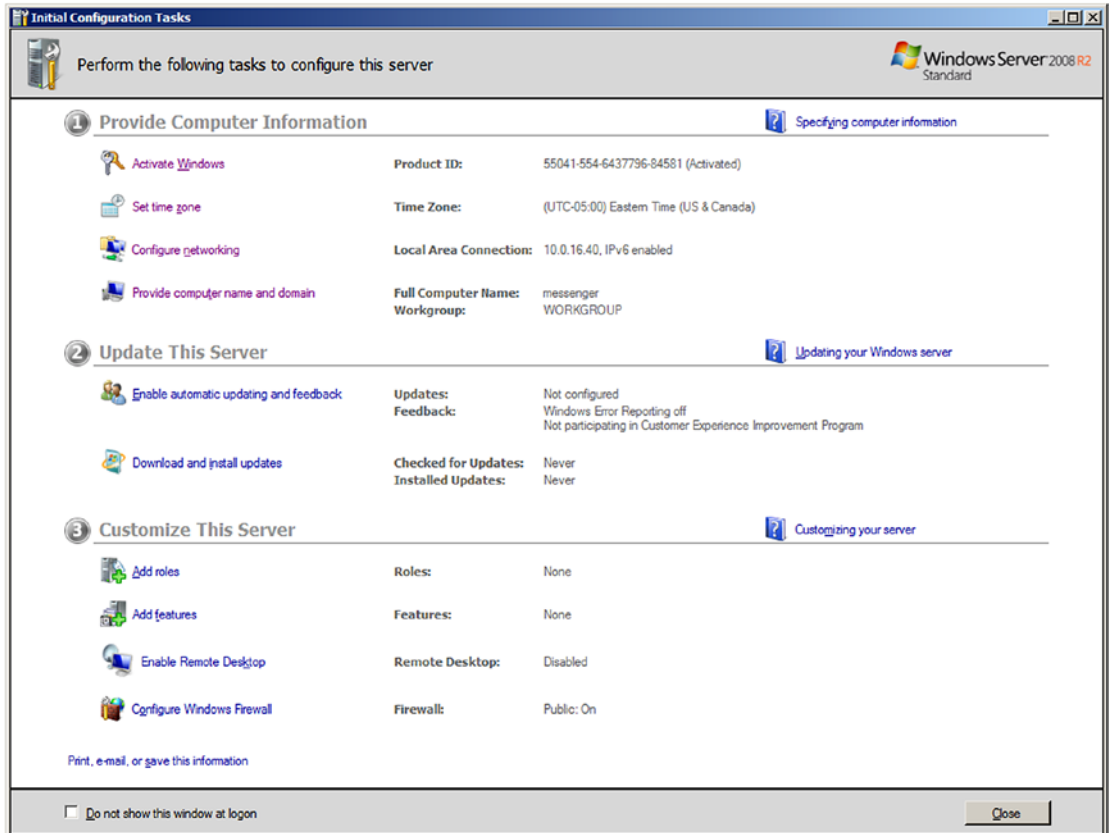 Initial Configuration Tasks
Perform the following tasks to configure this server
Windows Server 2008 R2
Standard
1 Provide Computer Information
Specifying computer information
Activate Windows Product ID: 55041-554-6437796-84581 (Activated)
Set time zone Time Zone: (UTC-05:00) Eastern Time (US & Canada)
Configure networking Local Area Connection: 10.0.16.40, IPv6 enabled
Provide computer name and domain Full Computer Name: messenger
Workgroup: WORKGROUP
2 Update This Server
Updating your Windows server
Enable automatic updating and feedback Updates: Not configured
Feedback: Windows Error Reporting off
Not participating in Customer Experience Improvement Program
Download and install updates Checked for Updates: Never
Installed Updates: Never
3 Customize This Server
Customizing your server
Add roles Roles: None
Add features Features: None
Enable Remote Desktop Remote Desktop: Disabled
Configure Windows Firewall Firewall: Public: On
Print, e-mail, or save this information
Do not show this window at logon
Close